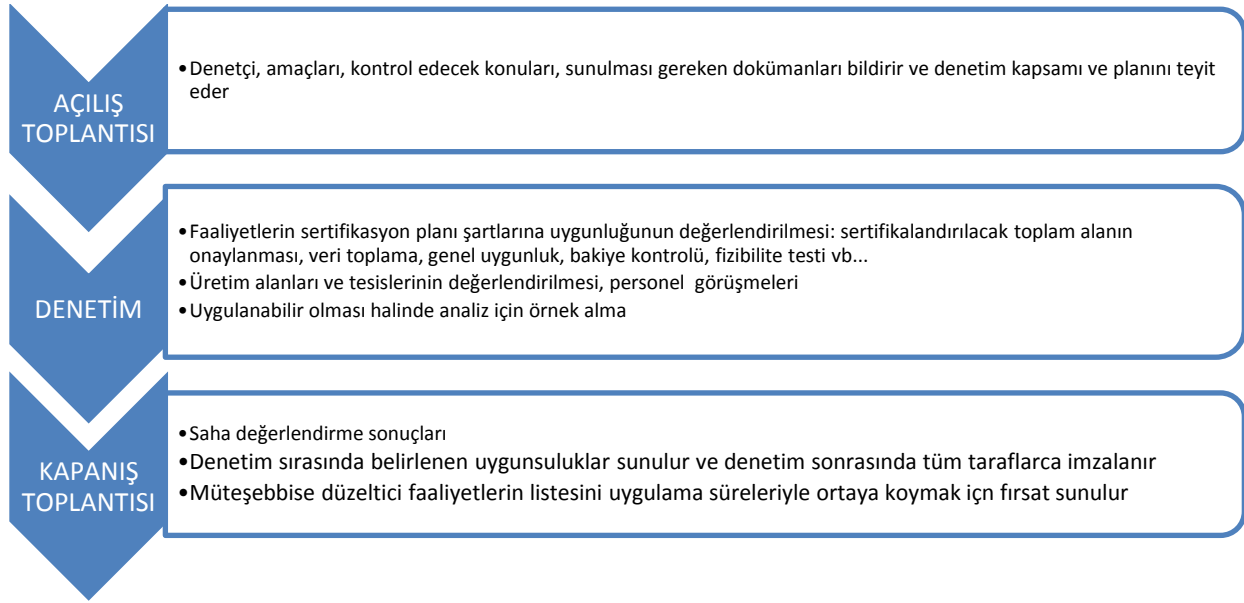 AÇILIŞ
TOPLANTISI
•Denetçi, amaçları, kontrol edecek konuları, sunulması gereken dokümanları bildirir ve denetim kapsamı ve planını teyit
eder
DENETİM
•Faaliyetlerin sertifikasyon planı şartlarına uygunluğunun değerlendirilmesi: sertifikalandırılacak toplam alanın
onaylanması, veri toplama, genel uygunluk, bakiye kontrolü, fizibilite testi vb...
•Üretim alanları ve tesislerinin değerlendirilmesi, personel görüşmeleri
•Uygulanabilir olması halinde analiz için örnek alma
KAPANIŞ
TOPLANTISI
•Saha değerlendirme sonuçları
•Denetim sırasında belirlenen uygunsuluklar sunulur ve denetim sonrasında tüm taraflarca imzalanır
•Müteşebbise düzeltici faaliyetlerin listesini uygulama süreleriyle ortaya koymak içn fırsat sunulur